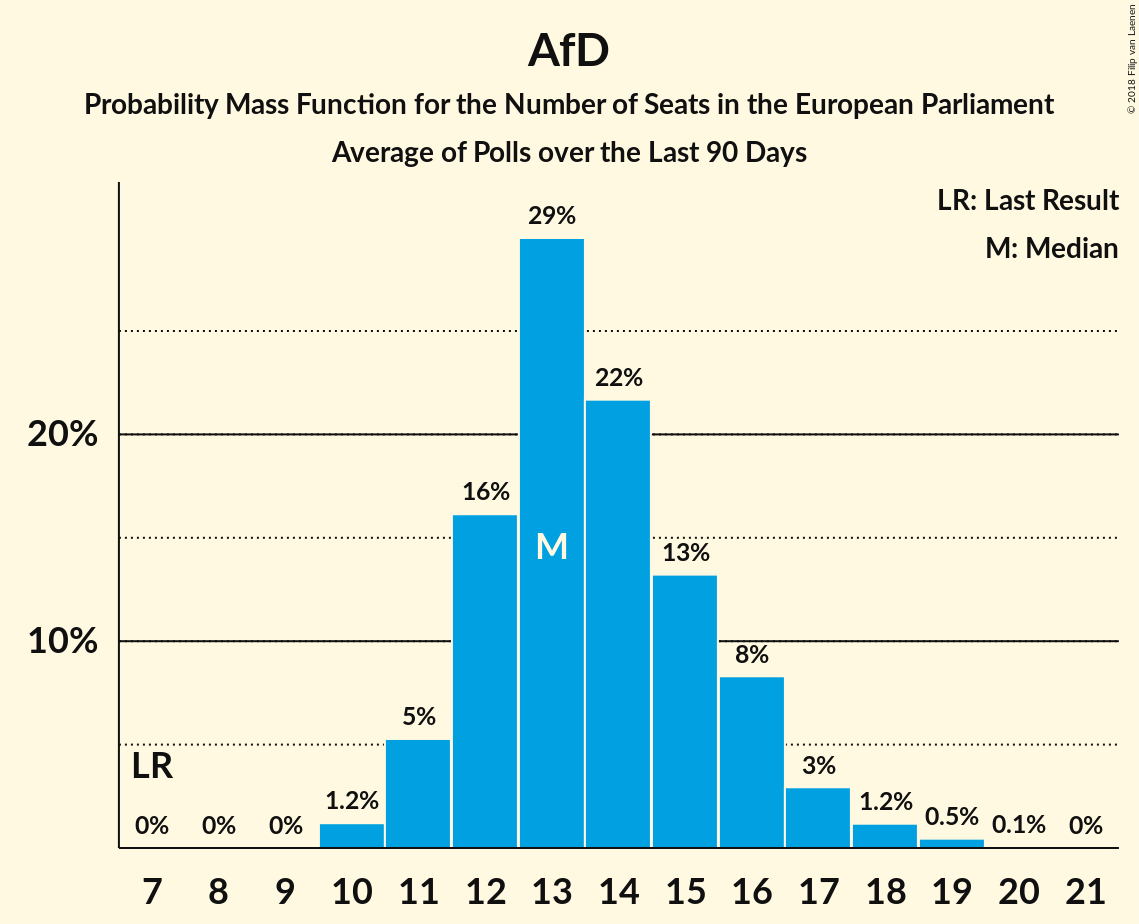 AfD
Probability Mass Function for the Number of Seats in the European Parliament
Average of Polls over the Last 90 Days
© 2018 Filip van Laenen
LR: Last Result
M: Median
29%
22%
20%
16%
M
13%
10%
8%
5%
LR
3%
1.2%
1.2%
0.5%
0.1%
0%
0%
0%
0%
7 8 9 10 11 12 13 14 15 16 17 18 19 20 21